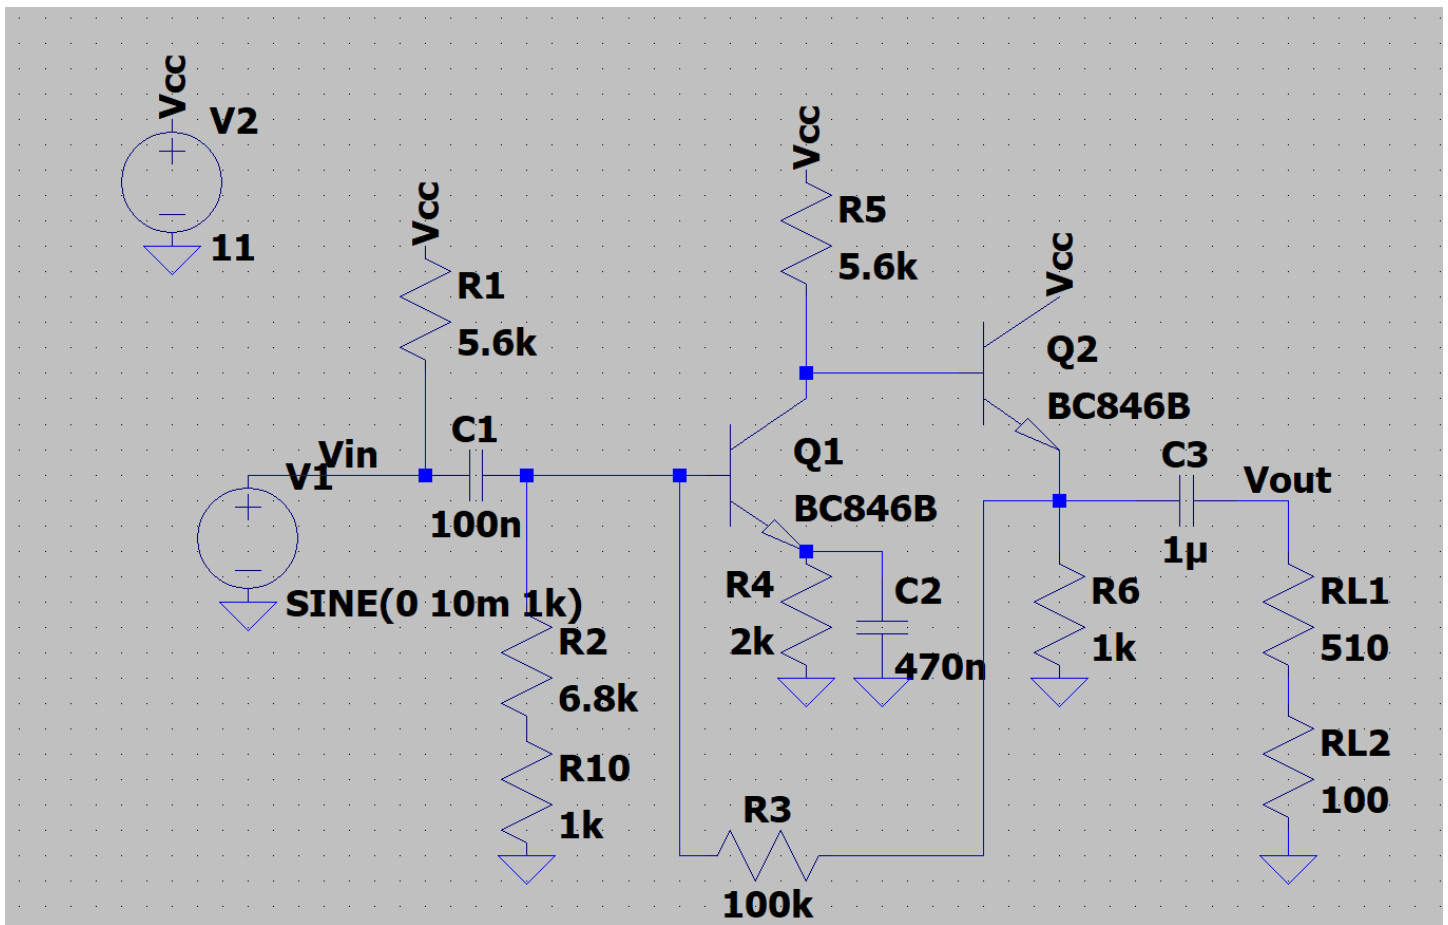 Vcc
V2
11
Vcc
R1
5.6k
Vcc
R5
5.6k
Vcc
Q2
BC846B
Vin
V1
SINE(0 10m 1k)
C1
100n
Q1
BC846B
C3
1µ
Vout
R2
6.8k
R10
1k
R4
2k
C2
470n
R6
1k
RL1
510
RL2
100
R3
100k